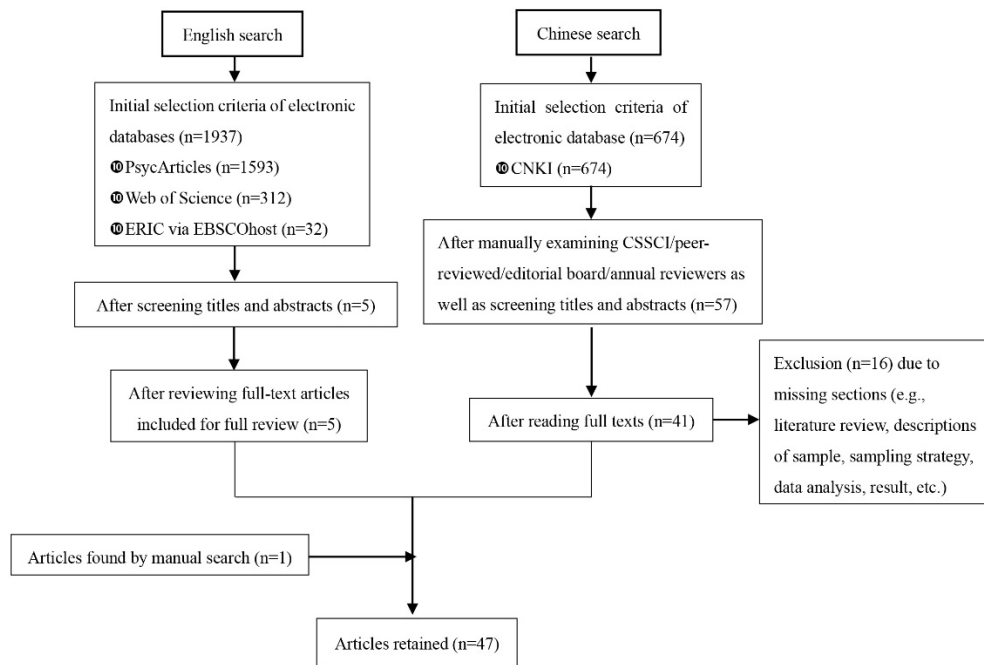 English search
Chinese search
Initial selection criteria of electronic
databases (n=1937)
❿PsycArticles (n=1593)
❿Web of Science (n=312)
❿ERIC via EBSCOhost (n=32)
Initial selection criteria of
electronic database (n=674)
❿CNKI (n=674)
After manually examining CSSCI/peer-
reviewed/editorial board/annual reviewers as
well as screening titles and abstracts (n=57)
After screening titles and abstracts (n=5)
After reviewing full-text articles
included for full review (n=5)
After reading full texts (n=41)
Exclusion (n=16) due to
missing sections (e.g.,
literature review, descriptions
of sample, sampling strategy,
data analysis, result, etc.)
Articles found by manual search (n=1)
Articles retained (n=47)